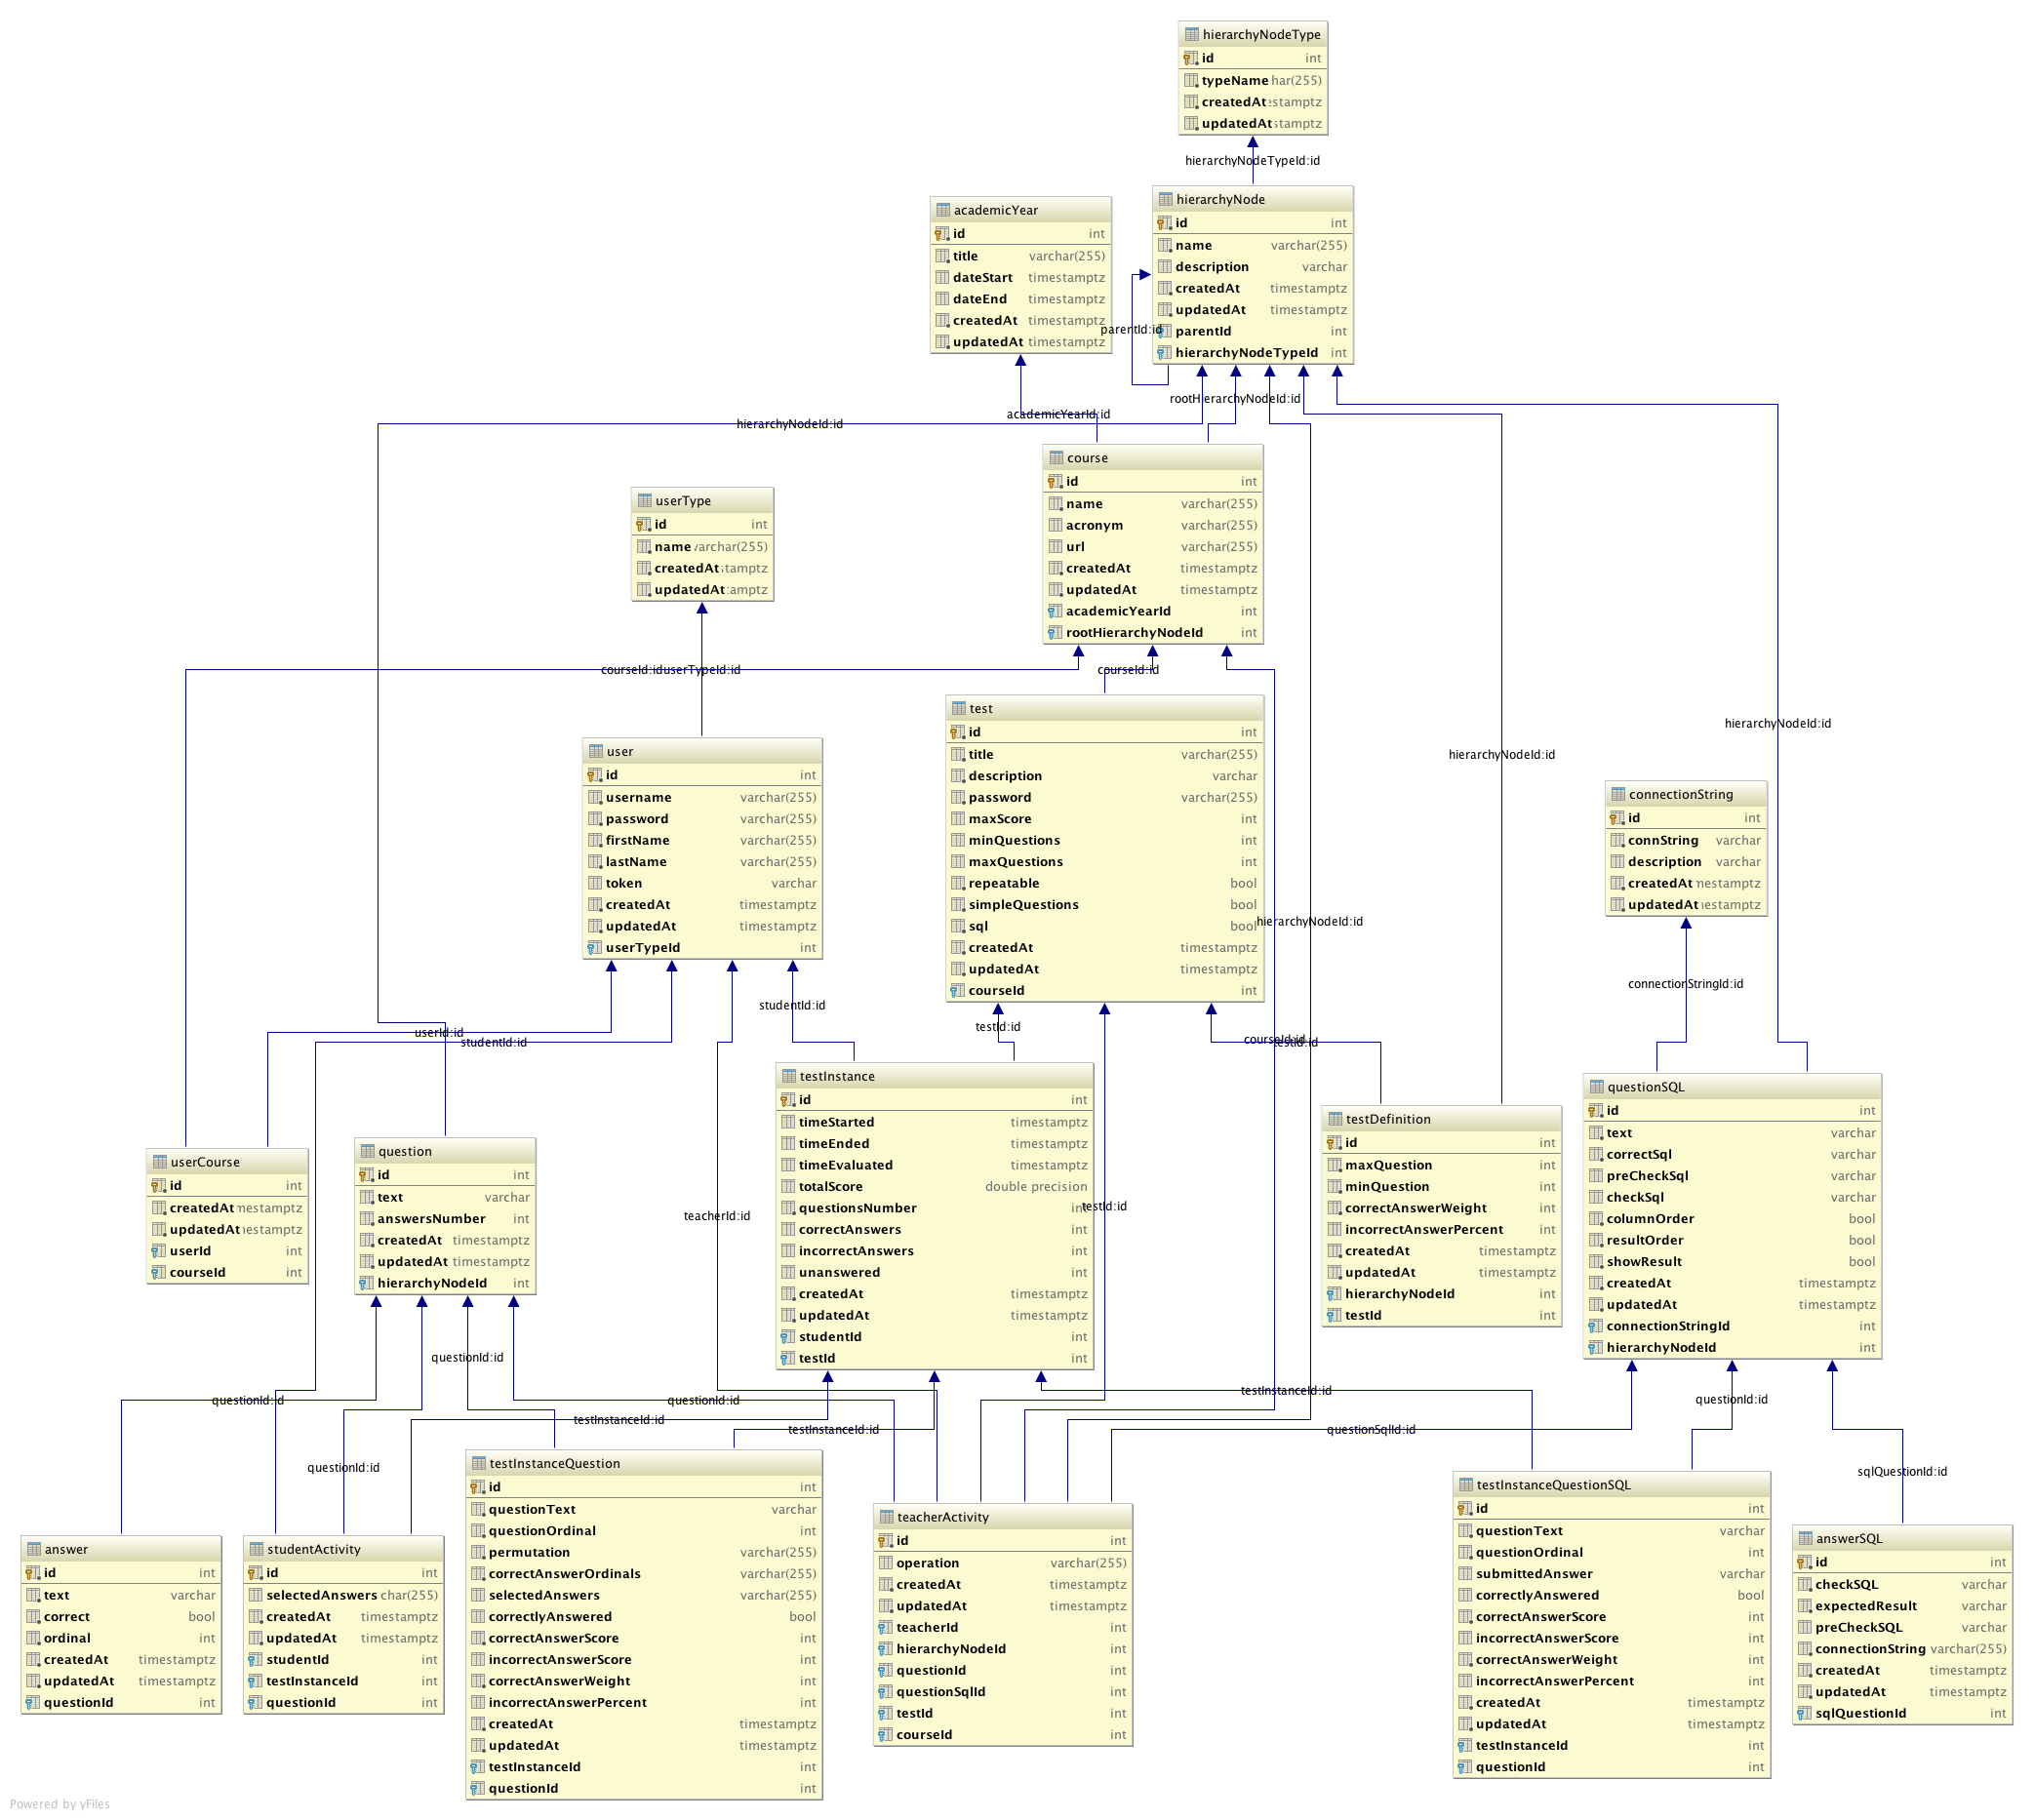 hierarchyNodeType
id int
typeName har(255)
createdAt stamptz
updatedAt stamptz
hierarchyNodeTypeId:id
hierarchyNode
id int
name varchar(255)
description varchar
createdAt timestamptz
updatedAt timestamptz
parentId int
hierarchyNodeTypeId int
parentId:id
academicYear
id int
title varchar(255)
dateStart timestamptz
dateEnd timestamptz
createdAt timestamptz
updatedAt timestamptz
rootHierarchyNodeId:id
academicYearId:id
hierarchyNodeId:id
course
id int
name varchar(255)
acronym varchar(255)
url varchar(255)
createdAt timestamptz
updatedAt timestamptz
academicYearId int
rootHierarchyNodeId int
userType
id int
name varchar(255)
createdAt stamptz
updatedAt amptz
courseId:id
userTypeId:id
courseId:id
hierarchyNodeId:id
hierarchyNodeId:id
test
id int
title varchar(255)
description varchar
password varchar(255)
maxScore int
minQuestions int
maxQuestions int
repeatable bool
simpleQuestions bool
sql bool
createdAt timestamptz
updatedAt timestamptz
courseId int
hierarchyNodeId:id
user
id int
username varchar(255)
password varchar(255)
firstName varchar(255)
lastName varchar(255)
token varchar
createdAt timestamptz
updatedAt timestamptz
userTypeId int
connectionString
id int
connString varchar
description varchar
createdAt mestamptz
updatedAt estamptz
connectionStringId:id
studentId:id
testId:id
userId:id
studentId:id
courseId:id
testId:id
testInstance
id int
timeStarted timestamptz
timeEnded timestamptz
timeEvaluated timestamptz
totalScore double precision
questionsNumber int
correctAnswers int
incorrectAnswers int
unanswered int
createdAt timestamptz
updatedAt timestamptz
studentId int
testId int
testId:id
teacherId:id
questionSQL
id int
text varchar
correctSql varchar
preCheckSql varchar
checkSql varchar
columnOrder bool
resultOrder bool
showResult bool
createdAt timestamptz
updatedAt timestamptz
connectionStringId int
hierarchyNodeId int
testDefinition
id int
maxQuestion int
minQuestion int
correctAnswerWeight int
incorrectAnswerPercent int
createdAt timestamptz
updatedAt timestamptz
hierarchyNodeId int
testId int
question
id int
text varchar
answersNumber int
createdAt timestamptz
updatedAt timestamptz
hierarchyNodeId int
userCourse
id int
createdAt mestamptz
updatedAt estamptz
userId int
courseId int
questionId:id
questionId:id
questionId:id
testInstanceId:id
testInstanceId:id
testInstanceId:id
questionId:id
questionSqlId:id
questionId:id
sqlQuestionId:id
testInstanceQuestion
id int
questionText varchar
questionOrdinal int
permutation varchar(255)
correctAnswerOrdinals varchar(255)
selectedAnswers varchar(255)
correctlyAnswered bool
correctAnswerScore int
incorrectAnswerScore int
correctAnswerWeight int
incorrectAnswerPercent int
createdAt timestamptz
updatedAt timestamptz
testInstanceId int
questionId int
testInstanceQuestionSQL
id int
questionText varchar
questionOrdinal int
submittedAnswer varchar
correctlyAnswered bool
correctAnswerScore int
incorrectAnswerScore int
correctAnswerWeight int
incorrectAnswerPercent int
createdAt timestamptz
updatedAt timestamptz
testInstanceId int
questionId int
teacherActivity
id int
operation varchar(255)
createdAt timestamptz
updatedAt timestamptz
teacherId int
hierarchyNodeId int
questionId int
questionSqlId int
testId int
courseId int
answerSQL
id int
checkSQL varchar
expectedResult varchar
preCheckSQL varchar
connectionString varchar(255)
createdAt timestamptz
updatedAt timestamptz
sqlQuestionId int
answer
id int
text varchar
correct bool
ordinal int
createdAt timestamptz
updatedAt timestamptz
questionId int
studentActivity
id int
selectedAnswers char(255)
createdAt timestamptz
updatedAt timestamptz
studentId int
testInstanceId int
questionId int
Powered by yFiles